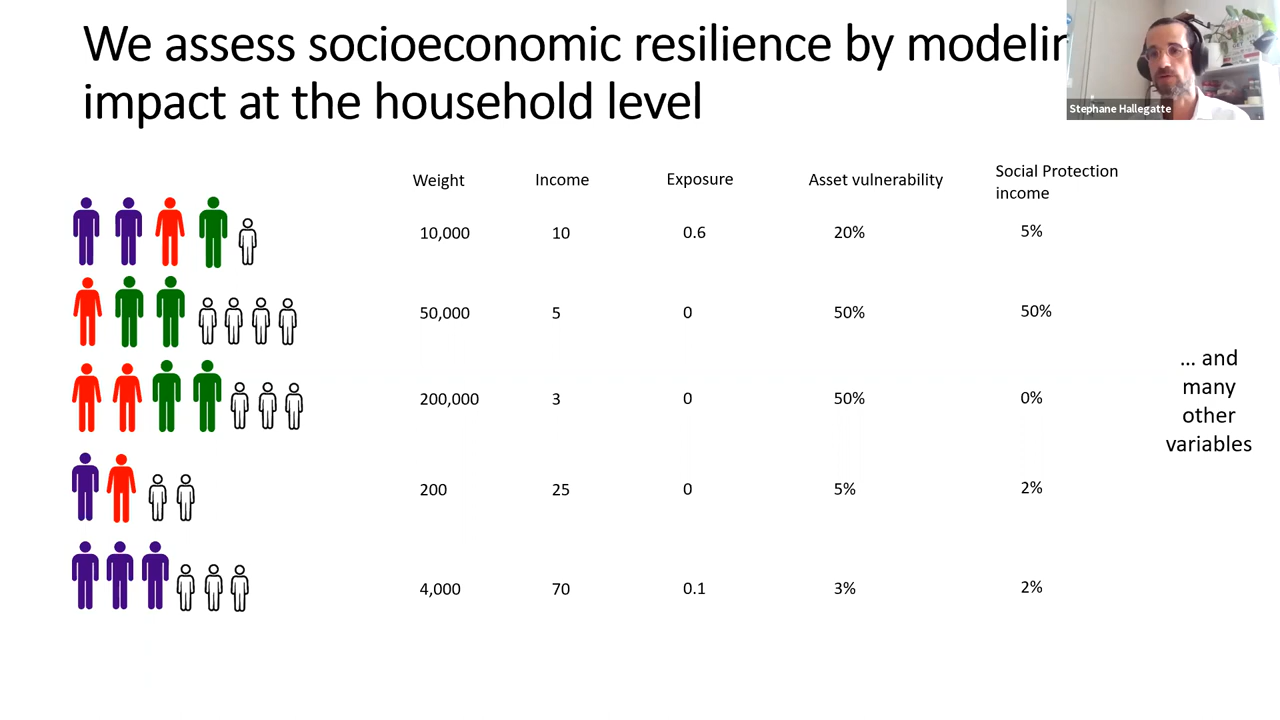 We assess socioeconomic resilience by modelin
impact at the household level
Stephane Hallegatte
Weight Income Exposure Asset vulnerability Social Protection income
10,000 10 0.6 20% 5%
50,000 5 0 50% 50%
200,000 3 0 50% 0%
200 25 0 5% 2%
4,000 70 0.1 3% 2%
... and
many
other
variables